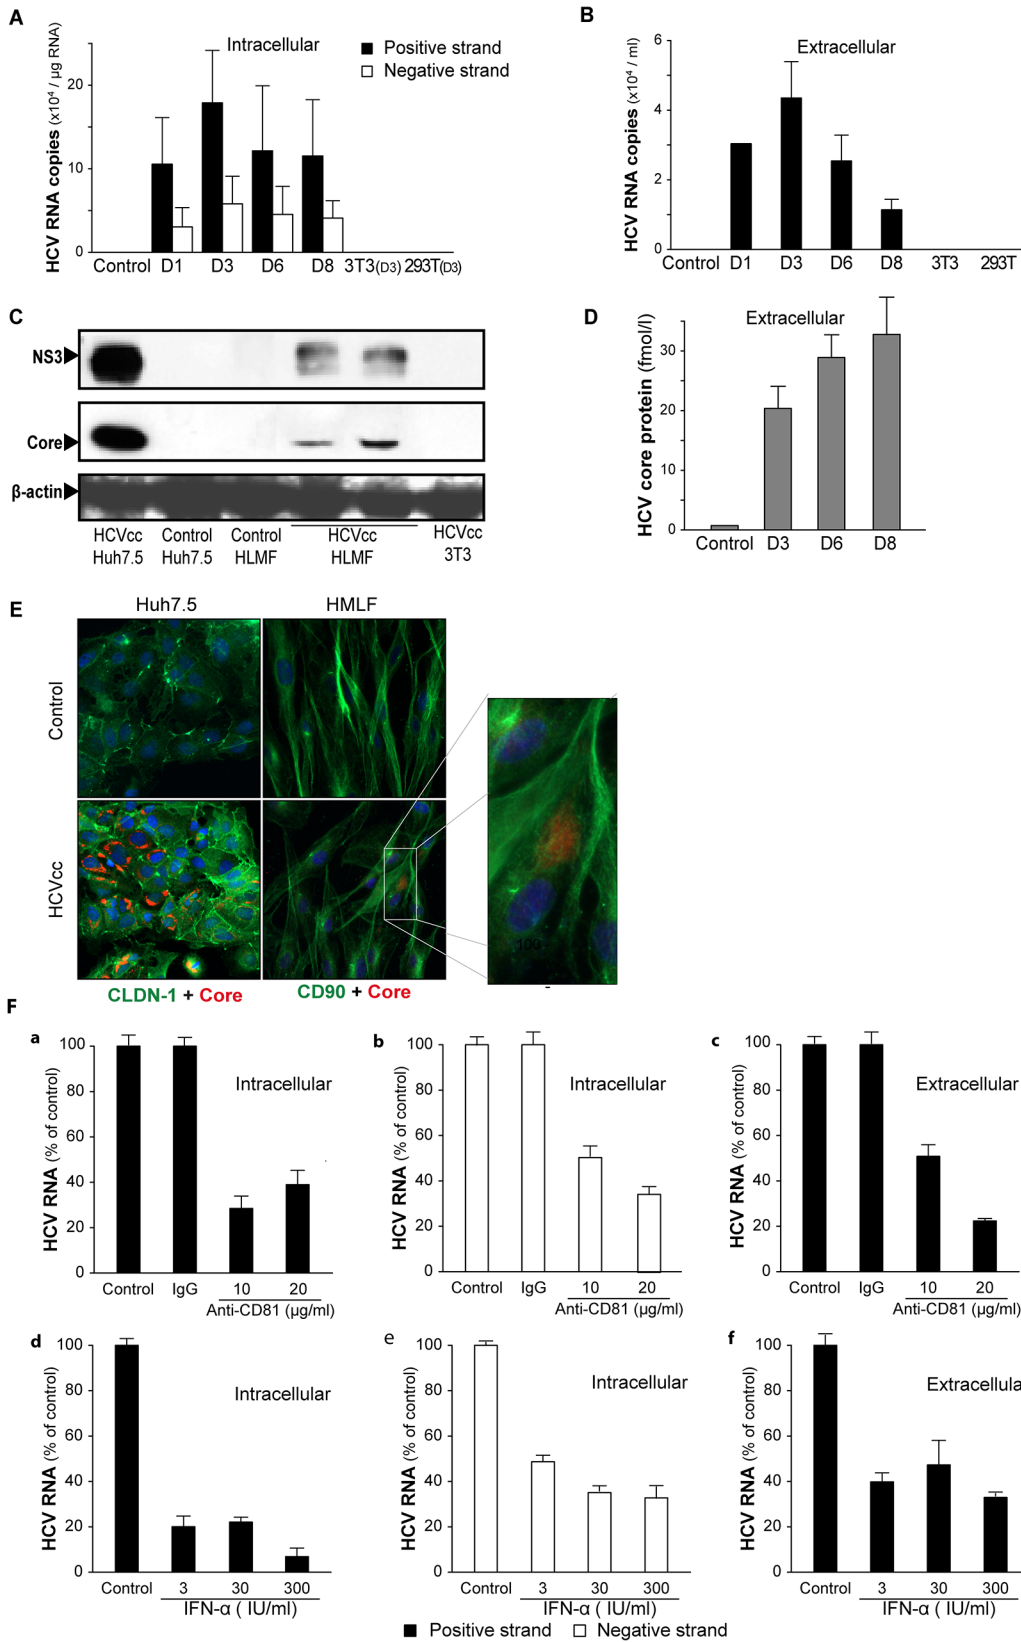 A
Intracellular
Positive strand
Negative strand
HCV RNA copies (x10⁴ / µg RNA)
20
10
0
Control D1 D3 D6 D8 3T3(D3) 293T(D3)
B
Extracellular
HCV RNA copies (x10⁴ / ml)
6
4
2
0
Control D1 D3 D6 D8 3T3 293T
C
NS3
Core
β-actin
HCVcc Huh7.5
Control Huh7.5
Control HLMF
HCVcc HLMF
HCVcc 3T3
D
Extracellular
HCV core protein (fmol/l)
30
20
10
0
Control D3 D6 D8
E
Huh7.5 HMLF
Control
HCVcc
100
-
CLDN-1 + Core
CD90 + Core
F
a
HCV RNA (% of control)
100
80
60
40
20
0
Intracellular
Control IgG 10 20
Anti-CD81 (µg/ml)
b
HCV RNA (% of control)
100
80
60
40
20
0
Intracellular
Control IgG 10 20
Anti-CD81 (µg/ml)
c
HCV RNA (% of control)
100
80
60
40
20
0
Extracellular
Control IgG 10 20
Anti-CD81 (µg/ml)
d
HCV RNA (% of control)
100
80
60
40
20
0
Intracellular
Control 3 30 300
IFN-α ( IU/ml)
e
HCV RNA (% of control)
100
80
60
40
20
0
Intracellular
Control 3 30 300
IFN-α ( IU/ml)
f
HCV RNA (% of control)
100
80
60
40
20
0
Extracellula
Control 3 30 300
IFN-α ( IU/ml)
Positive strand Negative strand